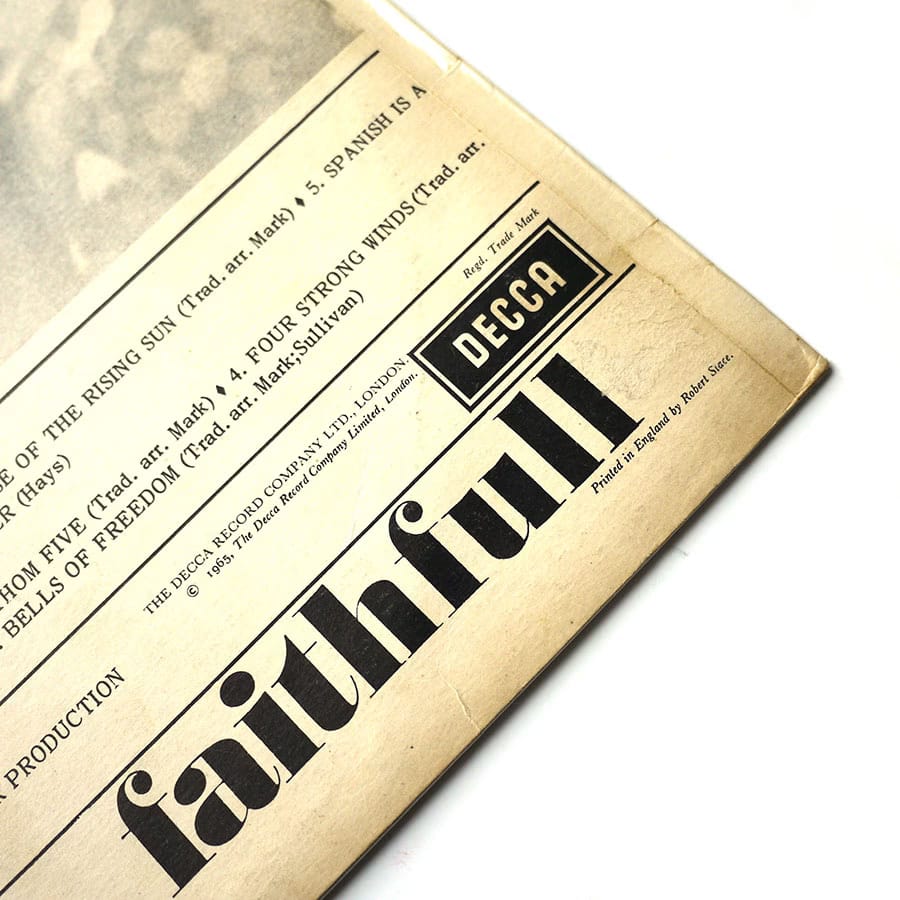 OF THE RISING SUN (Trad. arr. Mark) ♦ 5. SPANISH IS A
(Hays)
FIVE (Trad. arr. Mark) ♦ 4. FOUR STRONG WINDS (Trad. arr.
BELLS OF FREEDOM (Trad. arr. Mark;Sullivan)
Regd. Trade Mark
DECCA
THE DECCA RECORD COMPANY LTD., LONDON.
© 1965, The Decca Record Company Limited, London.
PRODUCTION
faithfull
Printed in England by Robert Stace.